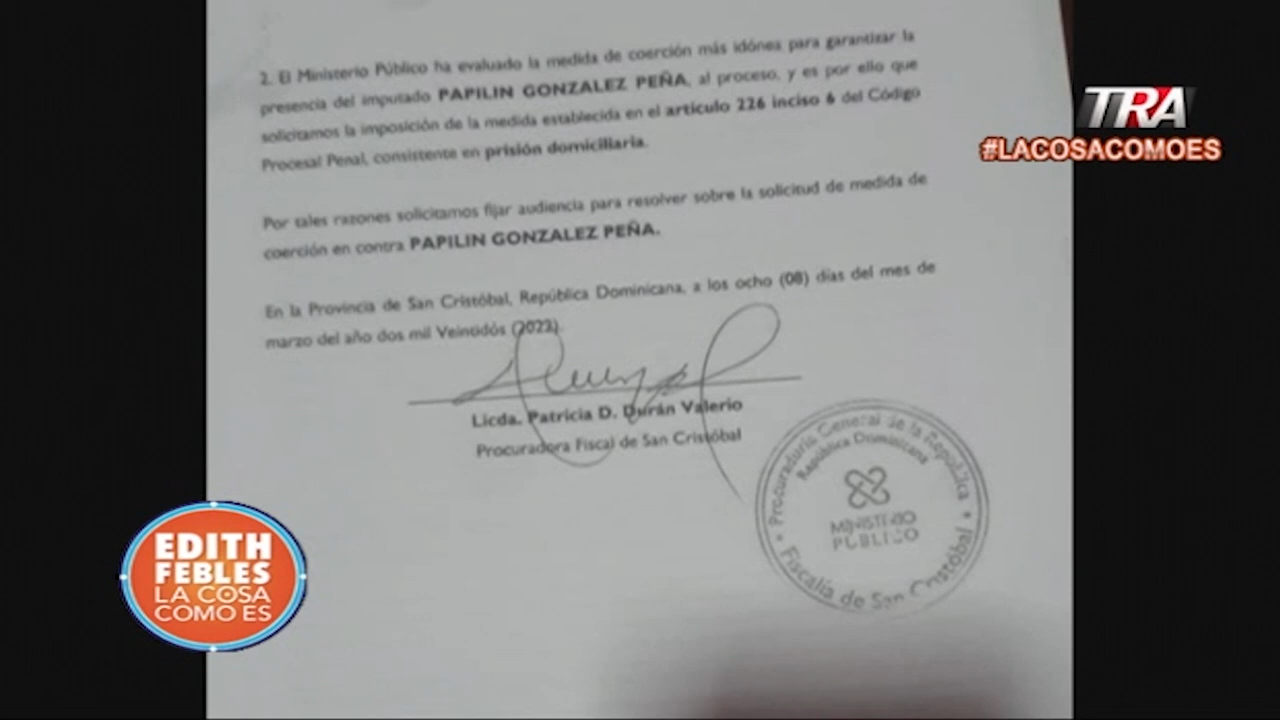 2. El Ministerio Público ha evaluado la medida de coerción más idónea para garantizar la
presencia del imputado PAPILIN GONZALEZ PEÑA, al proceso, y es por ello que
solicitamos la imposición de la medida establecida en el articulo 226 inciso 6 del Código
Procesal Penal, consistente en prisión domiciliaria.
Por tales razones solicitamos fijar audiencia para resolver sobre la solicitud de medida de
coerción en contra PAPILIN GONZALEZ PEÑA.
En la Provincia de San Cristóbal, República Dominicana, a los ocho (08) días del mes de
marzo del año dos mil Veintidós (2022).
Licda. Patricia D. Durán Valerio
Procuradora Fiscal de San Cristóbal
Procuraduría General de la República
República Dominicana
MINISTERIO
PÚBLICO
Fiscalía de San Cristóbal
TRA
#LACOSACOMOES
EDITH
FEBLES
LA COSA
COMO ES